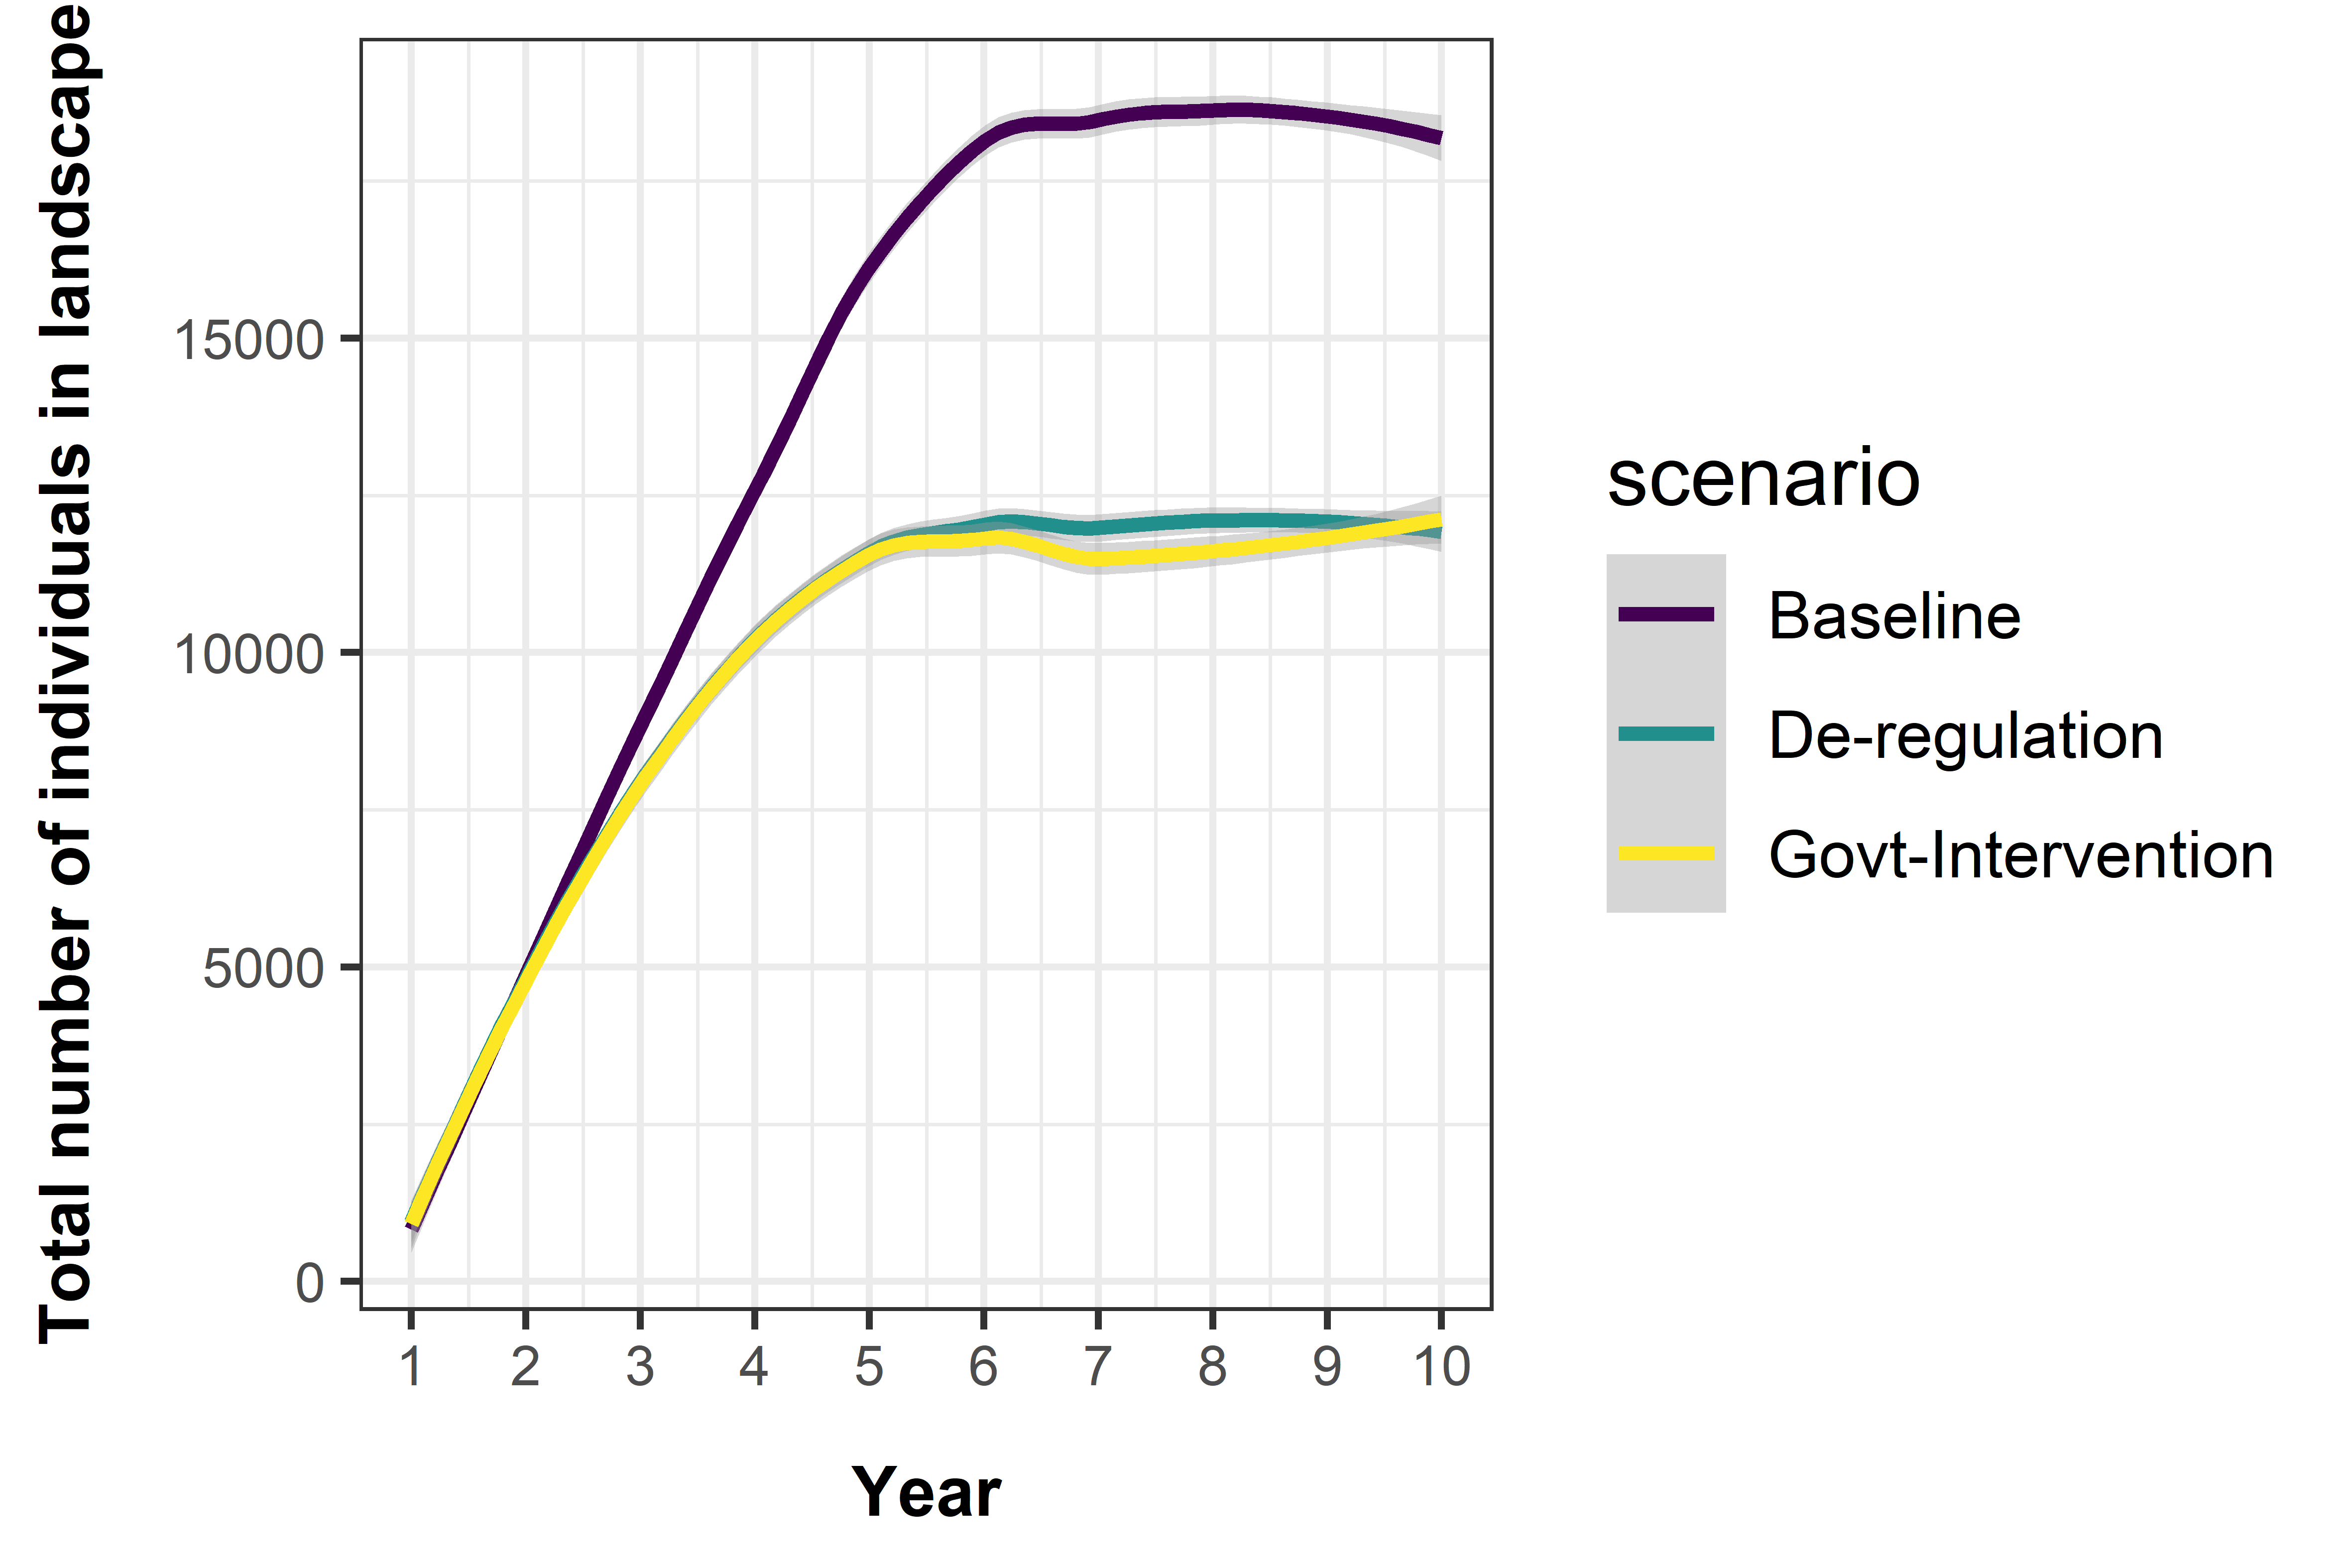 Total number of individuals in landscape
15000
10000
5000
0
1 2 3 4 5 6 7 8 9 10
Year
scenario
Baseline
De-regulation
Govt-Intervention